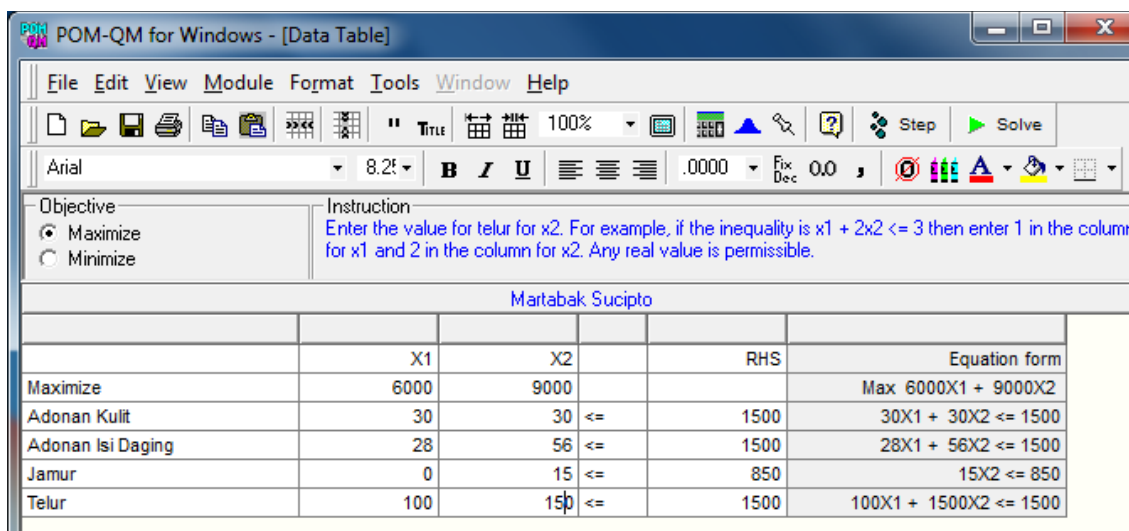 POM-QM for Windows - [Data Table]
File Edit View Module Format Tools Window Help
" TITLE 100% Step Solve
Arial 8.2 B I U .0000 Fix Dec 0.0 ,
Objective
Maximize
Minimize
Instruction
Enter the value for telur for x2. For example, if the inequality is x1 + 2x2 <= 3 then enter 1 in the column
for x1 and 2 in the column for x2. Any real value is permissible.
Martabak Sucipto
X1 X2 RHS Equation form
Maximize 6000 9000 Max 6000X1 + 9000X2
Adonan Kulit 30 30 <= 1500 30X1 + 30X2 <= 1500
Adonan Isi Daging 28 56 <= 1500 28X1 + 56X2 <= 1500
Jamur 0 15 <= 850 15X2 <= 850
Telur 100 150 <= 1500 100X1 + 1500X2 <= 1500